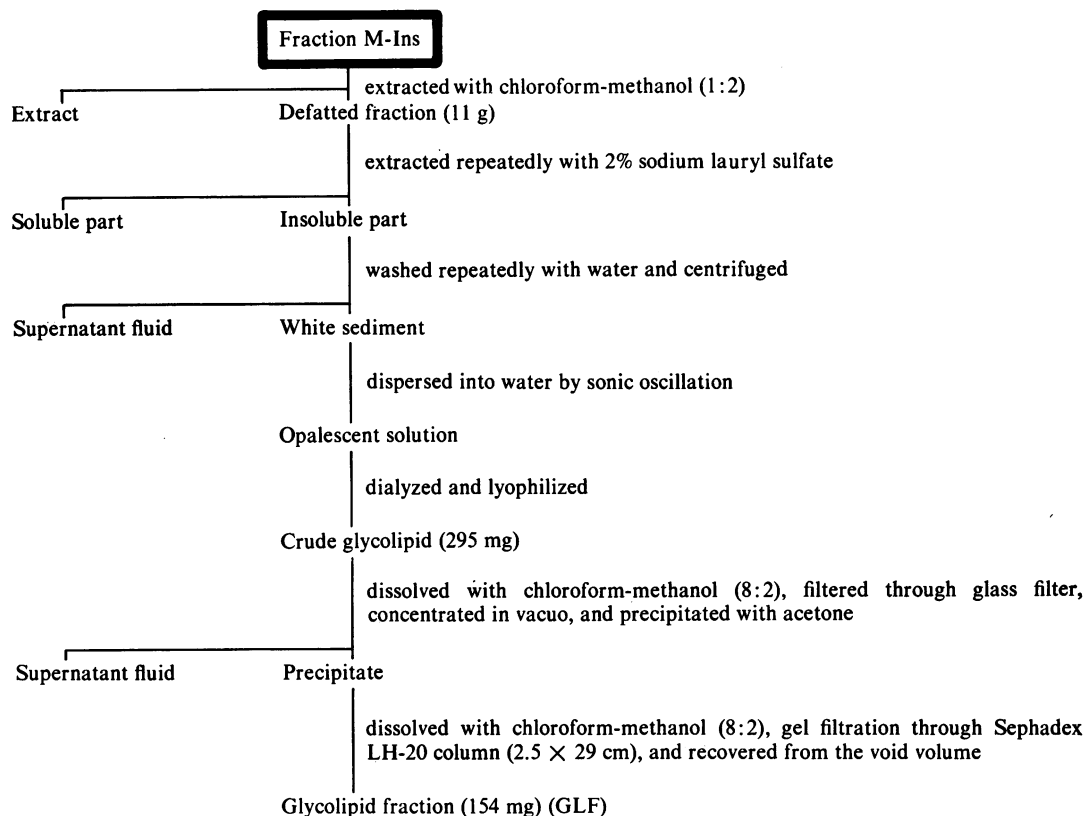 Fraction M-Ins
extracted with chloroform-methanol (1:2)
Extract
Defatted fraction (11 g)
extracted repeatedly with 2% sodium lauryl sulfate
Soluble part
Insoluble part
washed repeatedly with water and centrifuged
Supernatant fluid
White sediment
dispersed into water by sonic oscillation
Opalescent solution
dialyzed and lyophilized
Crude glycolipid (295 mg)
dissolved with chloroform-methanol (8:2), filtered through glass filter,
concentrated in vacuo, and precipitated with acetone
Supernatant fluid
Precipitate
dissolved with chloroform-methanol (8:2), gel filtration through Sephadex
LH-20 column (2.5 × 29 cm), and recovered from the void volume
Glycolipid fraction (154 mg) (GLF)